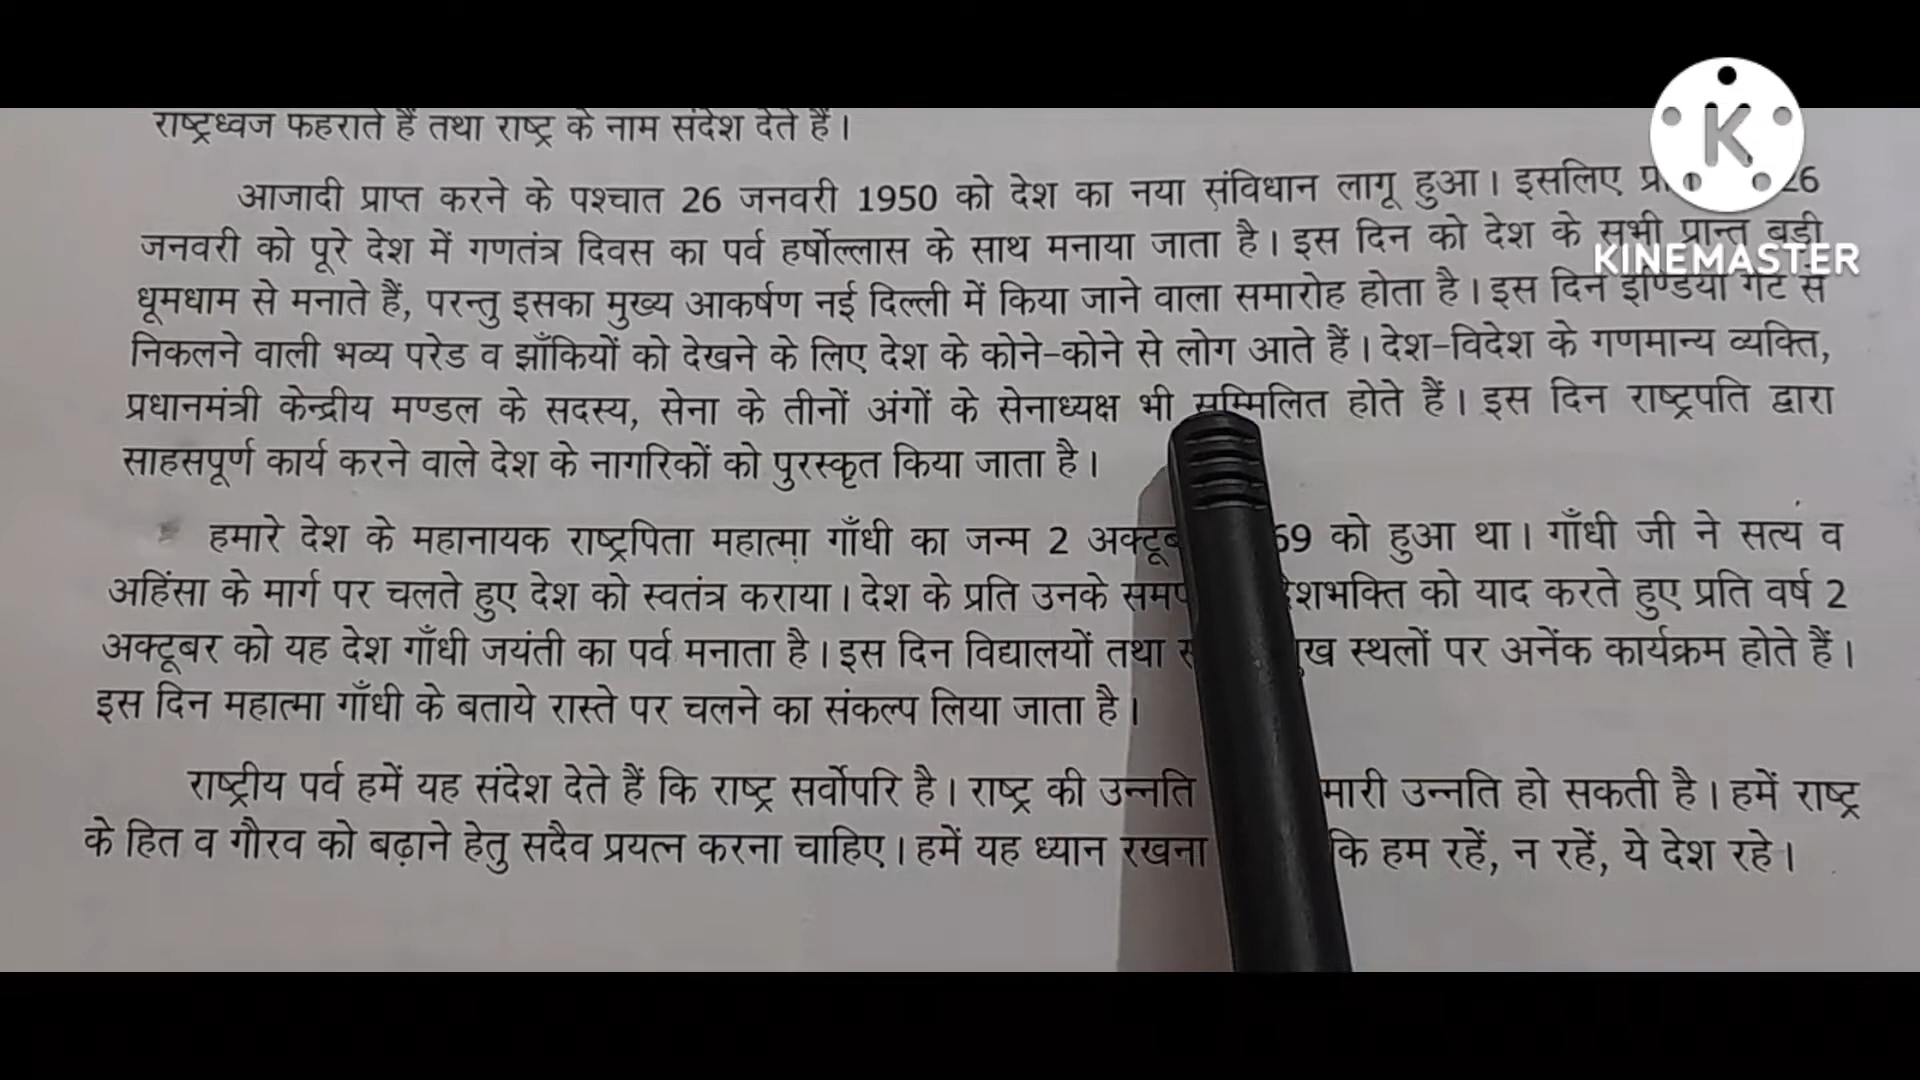 राष्ट्रध्वज फहराते हैं तथा राष्ट्र के नाम संदेश देते हैं।
आजादी प्राप्त करने के पश्चात 26 जनवरी 1950 को देश का नया संविधान लागू हुआ। इसलिए 26
जनवरी को पूरे देश में गणतंत्र दिवस का पर्व हर्षोल्लास के साथ मनाया जाता है। इस दिन को देश के सभी प्रान्त बड़ी
धूमधाम से मनाते हैं, परन्तु इसका मुख्य आकर्षण नई दिल्ली में किया जाने वाला समारोह होता है। इस दिन इण्डिया गेट से
निकलने वाली भव्य परेड व झाँकियों को देखने के लिए देश के कोने-कोने से लोग आते हैं। देश-विदेश के गणमान्य व्यक्ति,
प्रधानमंत्री केन्द्रीय मण्डल के सदस्य, सेना के तीनों अंगों के सेनाध्यक्ष भी सम्मिलित होते हैं। इस दिन राष्ट्रपति द्वारा
साहसपूर्ण कार्य करने वाले देश के नागरिकों को पुरस्कृत किया जाता है।
हमारे देश के महानायक राष्ट्रपिता महात्मा गाँधी का जन्म 2 को हुआ था। गाँधी जी ने सत्य व
अहिंसा के मार्ग पर चलते हुए देश को स्वतंत्र कराया। देश के प्रति उनके को याद करते हुए प्रति वर्ष 2
अक्टूबर को यह देश गाँधी जयंती का पर्व मनाता है। इस दिन विद्यालयों तथा स्थलों पर अनेंक कार्यक्रम होते हैं।
इस दिन महात्मा गाँधी के बताये रास्ते पर चलने का संकल्प लिया जाता है।
राष्ट्रीय पर्व हमें यह संदेश देते हैं कि राष्ट्र सर्वोपरि है। राष्ट्र की उन्नति उन्नति हो सकती है। हमें राष्ट्र
के हित व गौरव को बढ़ाने हेतु सदैव प्रयत्न करना चाहिए। हमें यह ध्यान रखना कि हम रहें, न रहें, ये देश रहे।
K
KINEMASTER